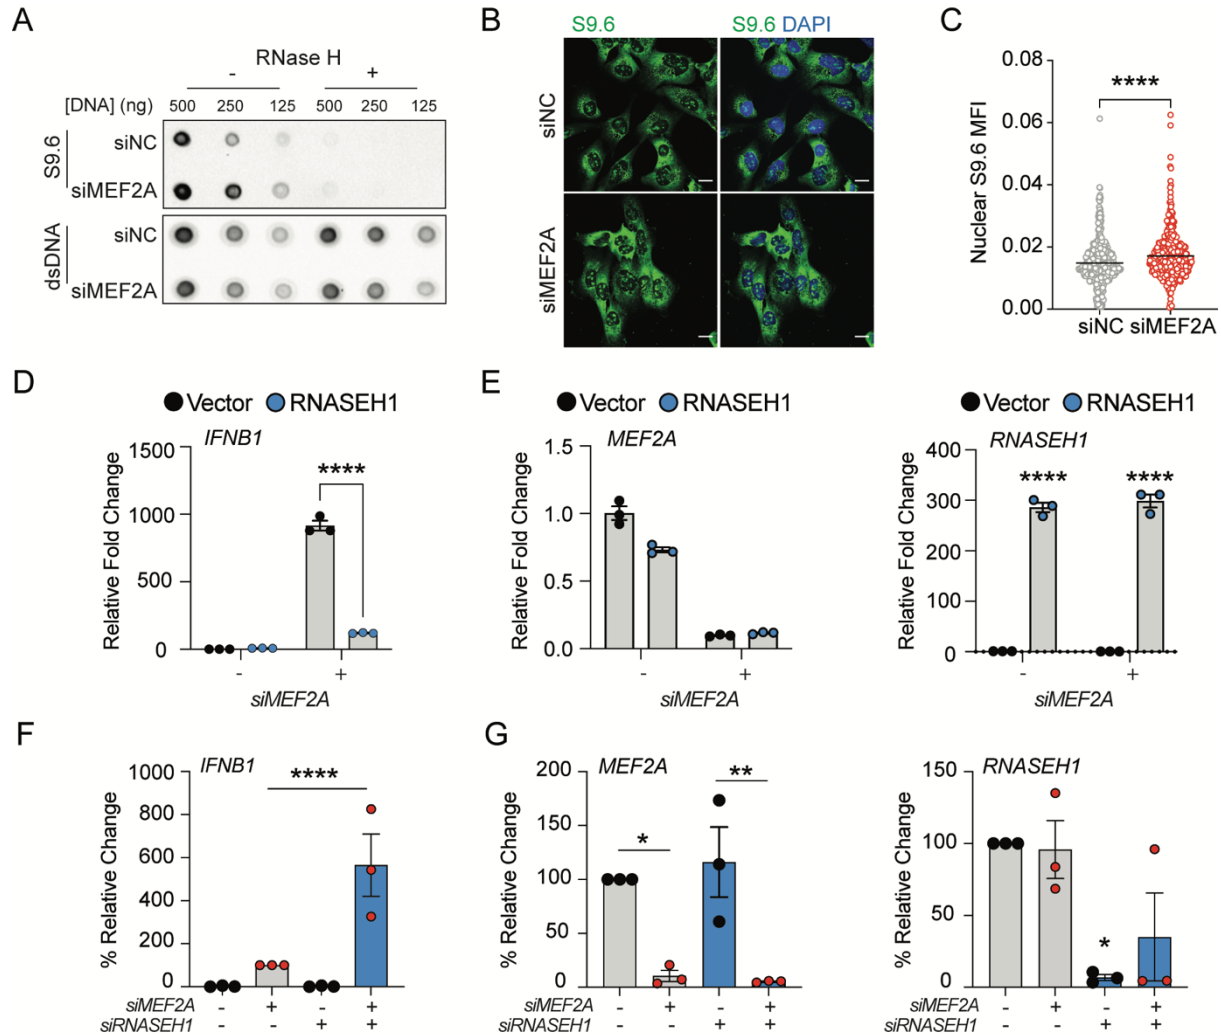 A
RNase H
- +
[DNA] (ng) 500 250 125 500 250 125
S9.6
siNC
siMEF2A
dsDNA
siNC
siMEF2A
B
S9.6 S9.6 DAPI
siNC
siMEF2A
C
****
Nuclear S9.6 MFI
0.08
0.06
0.04
0.02
0.00
siNC siMEF2A
D
Vector RNASEH1
IFNB1
****
Relative Fold Change
1500
1000
500
0
- +
siMEF2A
E
Vector RNASEH1
MEF2A
Relative Fold Change
1.5
1.0
0.5
0.0
- +
siMEF2A
Vector RNASEH1
RNASEH1
**** ****
Relative Fold Change
400
300
200
100
0
- +
siMEF2A
F
IFNB1
****
% Relative Change
1000
800
600
400
200
0
siMEF2A - + - +
siRNASEH1 - - + +
G
MEF2A
* **
% Relative Change
200
150
100
50
0
siMEF2A - + - +
siRNASEH1 - - + +
RNASEH1
*
% Relative Change
150
100
50
0
siMEF2A - + - +
siRNASEH1 - - + +